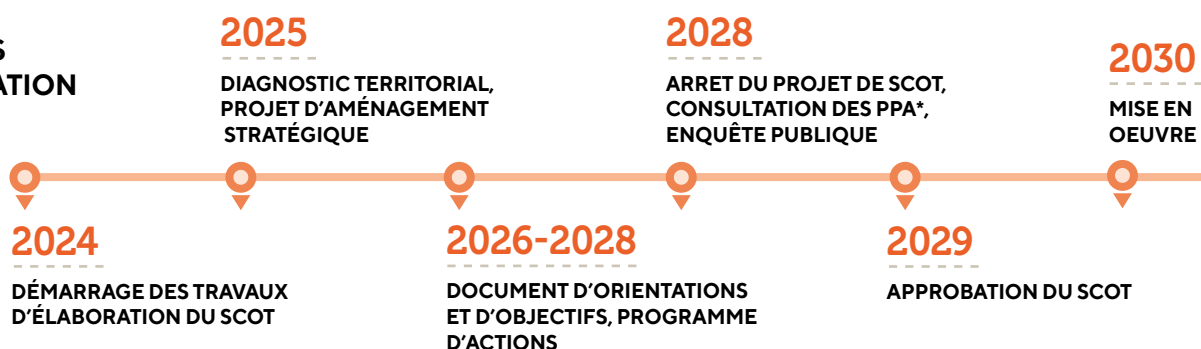 S
ATION
2025
DIAGNOSTIC TERRITORIAL,
PROJET D'AMÉNAGEMENT
STRATÉGIQUE
2028
ARRET DU PROJET DE SCOT,
CONSULTATION DES PPA*,
ENQUÊTE PUBLIQUE
2030
MISE EN
OEUVRE
2024
DÉMARRAGE DES TRAVAUX
D'ÉLABORATION DU SCOT
2026-2028
DOCUMENT D'ORIENTATIONS
ET D'OBJECTIFS, PROGRAMME
D'ACTIONS
2029
APPROBATION DU SCOT